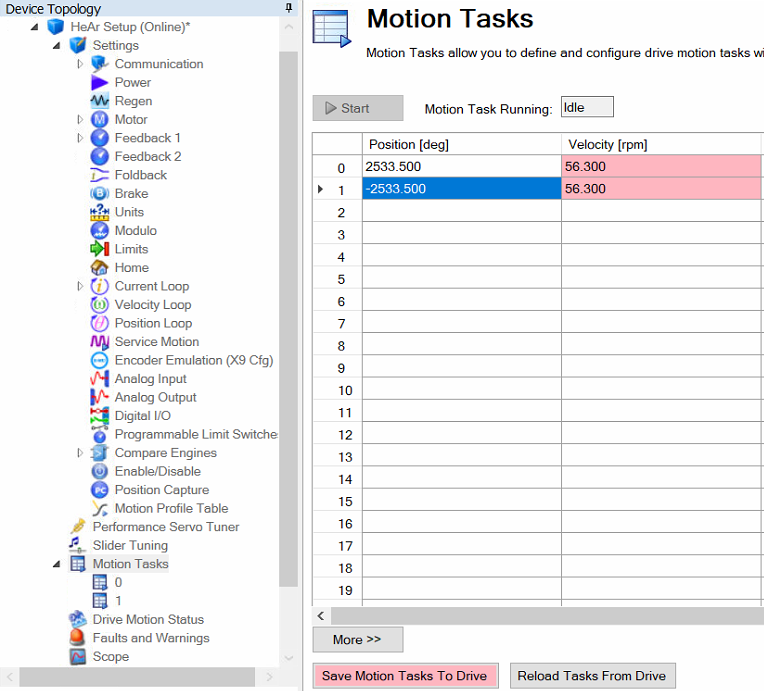 Device Topology
HeAr Setup (Online)*
Settings
Communication
Power
Regen
Motor
Feedback 1
Feedback 2
Foldback
Brake
Units
Modulo
Limits
Home
Current Loop
Velocity Loop
Position Loop
Service Motion
Encoder Emulation (X9 Cfg)
Analog Input
Analog Output
Digital I/O
Programmable Limit Switche
Compare Engines
Enable/Disable
Position Capture
Motion Profile Table
Performance Servo Tuner
Slider Tuning
Motion Tasks
0
1
Drive Motion Status
Faults and Warnings
Scope
Motion Tasks
Motion Tasks allow you to define and configure drive motion tasks wi
Start Motion Task Running: Idle
Position [deg] Velocity [rpm]
0 2533.500 56.300
1 -2533.500 56.300
2
3
4
5
6
7
8
9
10
11
12
13
14
15
16
17
18
19
More >>
Save Motion Tasks To Drive Reload Tasks From Drive